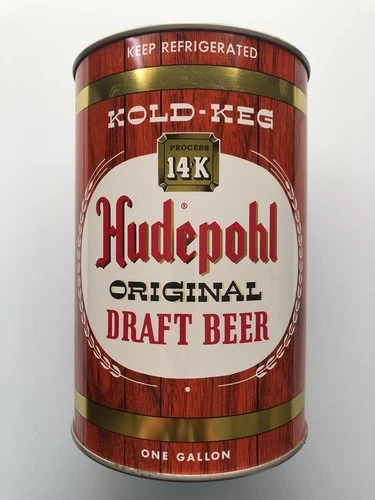 KEEP REFRIGERATED
KOLD-KEG
PROCESS
14K
Hudepohl®
ORIGINAL
DRAFT BEER
ONE GALLON